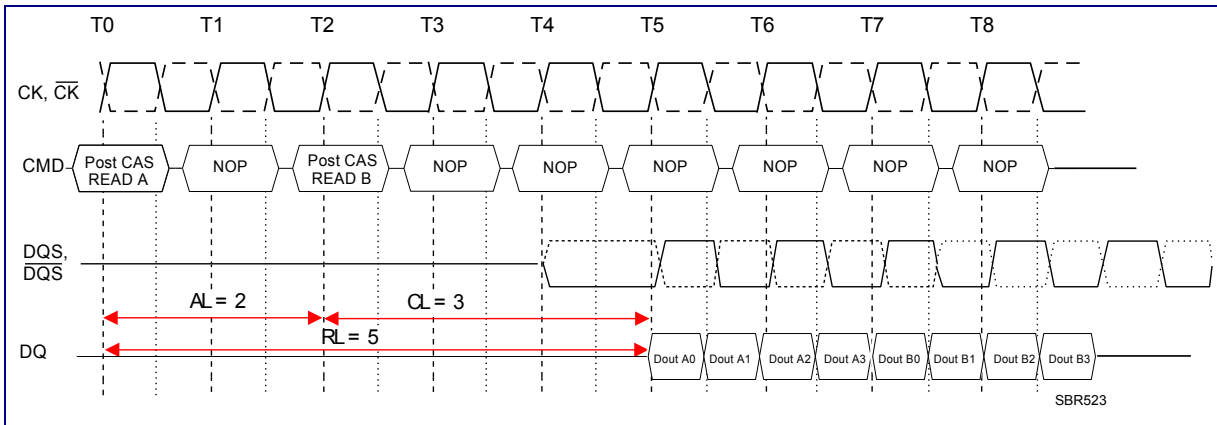 T0 T1 T2 T3 T4 T5 T6 T7 T8
CK, CK
CMD
Post CAS READ A
NOP
Post CAS READ B
NOP
NOP
NOP
NOP
NOP
NOP
DQS,
DQS
AL = 2
CL = 3
RL = 5
DQ
Dout A0 Dout A1 Dout A2 Dout A3 Dout B0 Dout B1 Dout B2 Dout B3
SBR523